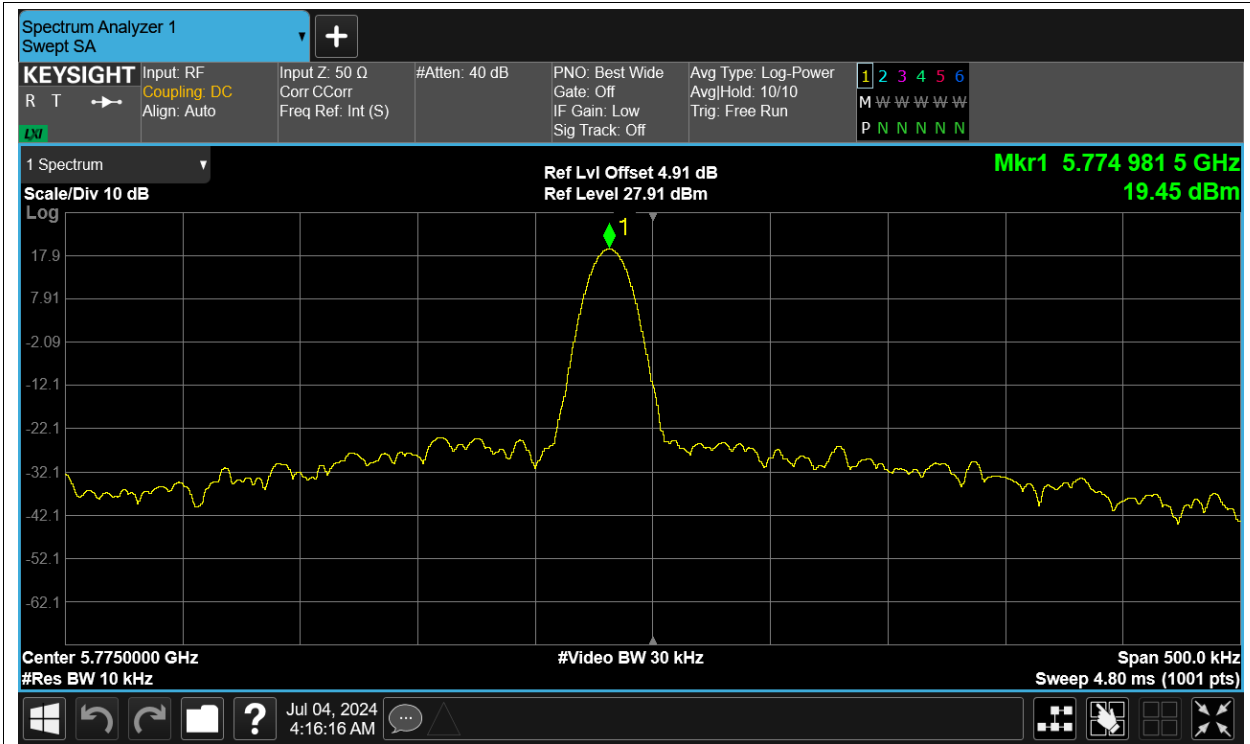 Spectrum Analyzer 1
Swept SA
+
KEYSIGHT
R T
LXI
Input: RF
Coupling: DC
Align: Auto
Input Z: 50 Ω
Corr CCorr
Freq Ref: Int (S)
#Atten: 40 dB
PNO: Best Wide
Gate: Off
IF Gain: Low
Sig Track: Off
Avg Type: Log-Power
Avg|Hold: 10/10
Trig: Free Run
1 2 3 4 5 6
M W W W W W
P N N N N N
1 Spectrum
Scale/Div 10 dB
Log
Ref Lvl Offset 4.91 dB
Ref Level 27.91 dBm
Mkr1 5.774 981 5 GHz
19.45 dBm
1
17.9
7.91
-2.09
-12.1
-22.1
-32.1
-42.1
-52.1
-62.1
Center 5.7750000 GHz
#Res BW 10 kHz
#Video BW 30 kHz
Span 500.0 kHz
Sweep 4.80 ms (1001 pts)
?
Jul 04, 2024
4:16:16 AM